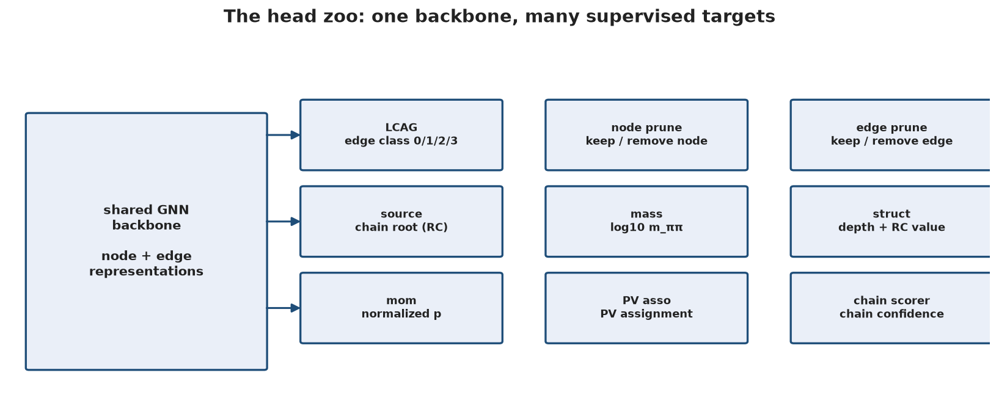 The head zoo: one backbone, many supervised targets
shared GNN
backbone
node + edge
representations
LCAG
edge class 0/1/2/3
node prune
keep / remove node
edge prune
keep / remove edge
source
chain root (RC)
mass
log10 m_ππ
struct
depth + RC value
mom
normalized p
PV asso
PV assignment
chain scorer
chain confidence